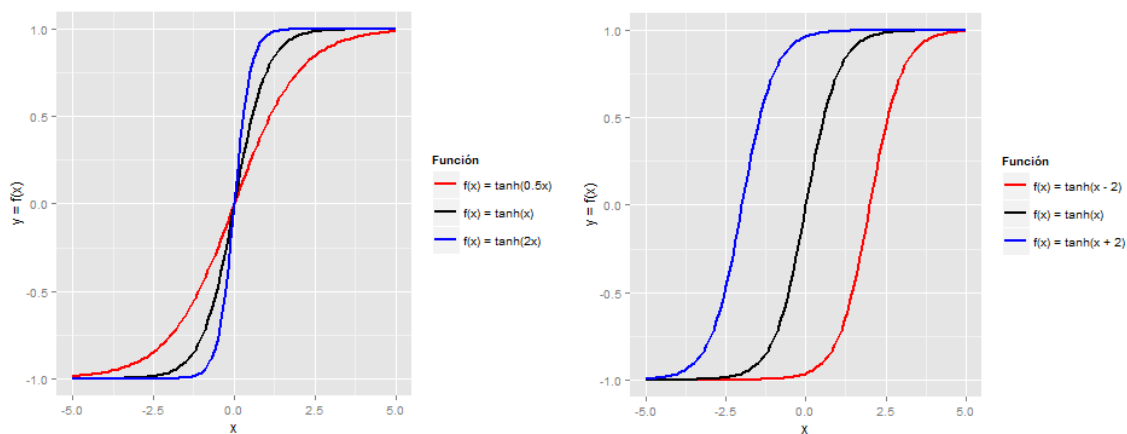 1.0
0.5
0.0
-0.5
-1.0
y = f(x)
-5.0 -2.5 0.0 2.5 5.0
x
Función
f(x) = tanh(0.5x)
f(x) = tanh(x)
f(x) = tanh(2x)
1.0
0.5
0.0
-0.5
-1.0
y = f(x)
-5.0 -2.5 0.0 2.5 5.0
x
Función
f(x) = tanh(x - 2)
f(x) = tanh(x)
f(x) = tanh(x + 2)